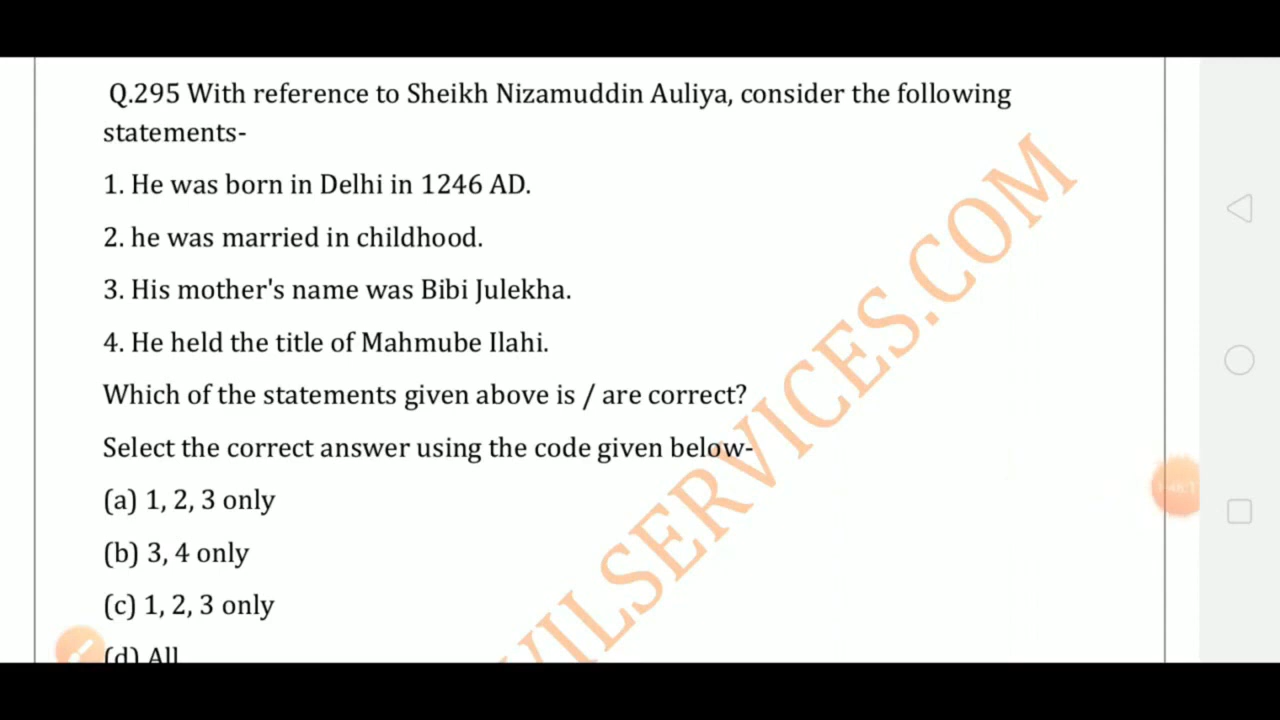 Q.295 With reference to Sheikh Nizamuddin Auliya, consider the following
statements-
1. He was born in Delhi in 1246 AD.
2. he was married in childhood.
3. His mother's name was Bibi Julekha.
4. He held the title of Mahmube Ilahi.
Which of the statements given above is / are correct?
Select the correct answer using the code given below-
(a) 1, 2, 3 only
(b) 3, 4 only
(c) 1, 2, 3 only
(d) All
VILSERVICES.COM